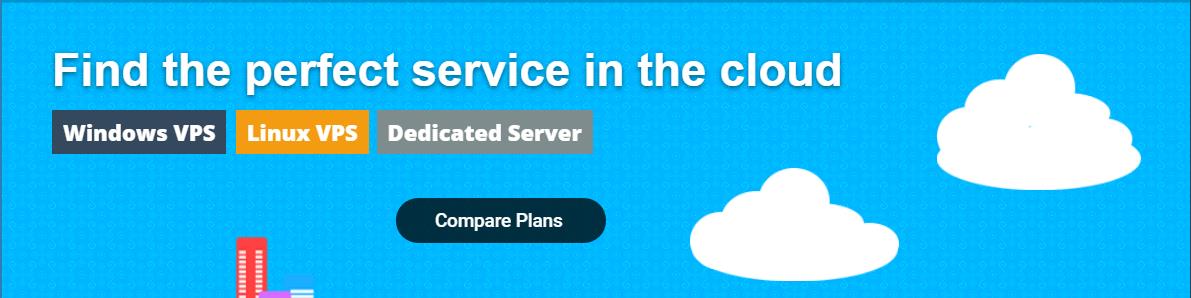 Find the perfect service in the cloud
Windows VPS Linux VPS Dedicated Server
Compare Plans